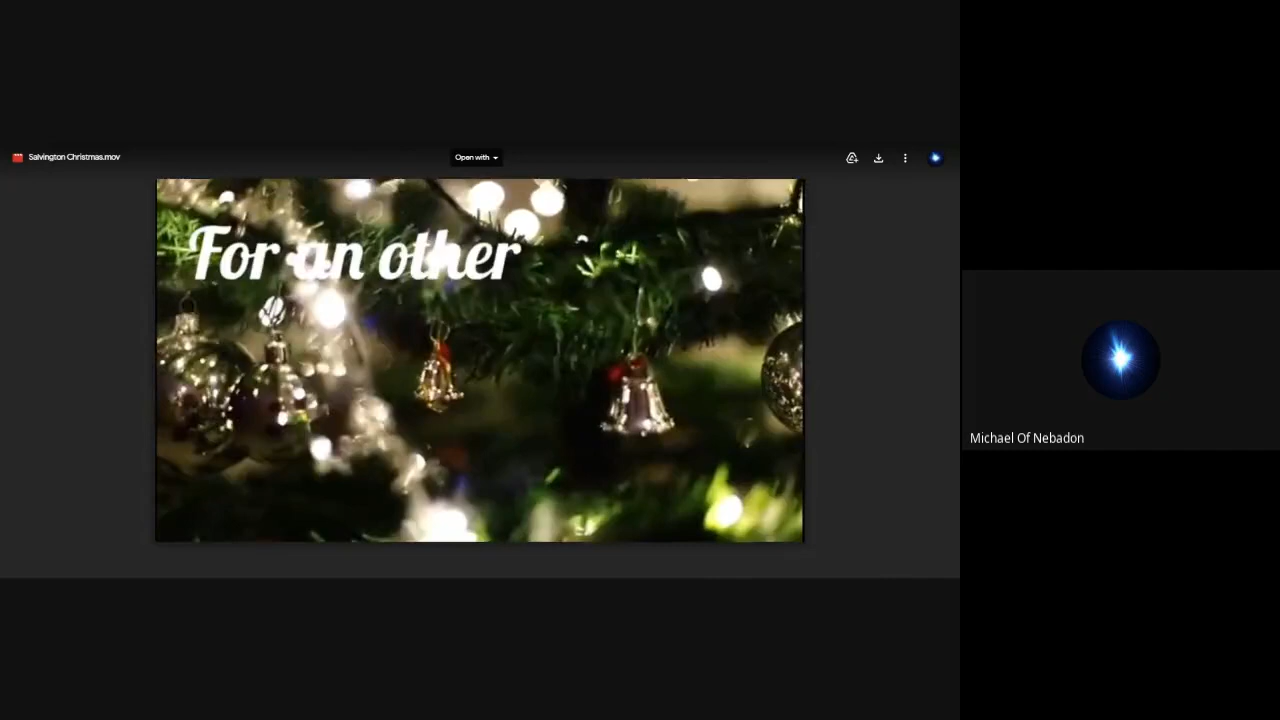 Salvington Christmas.mov
Open with
For an other
Michael Of Nebadon